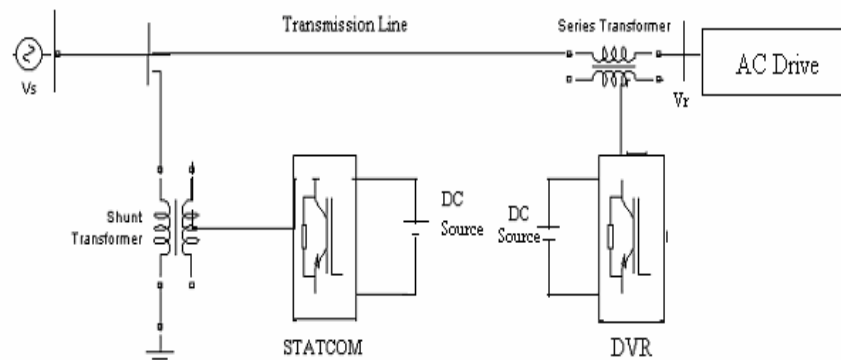 Transmission Line
Series Transformer
AC Drive
Vs
Vr
Shunt
Transformer
DC
Source
DC
Source
STATCOM
DVR